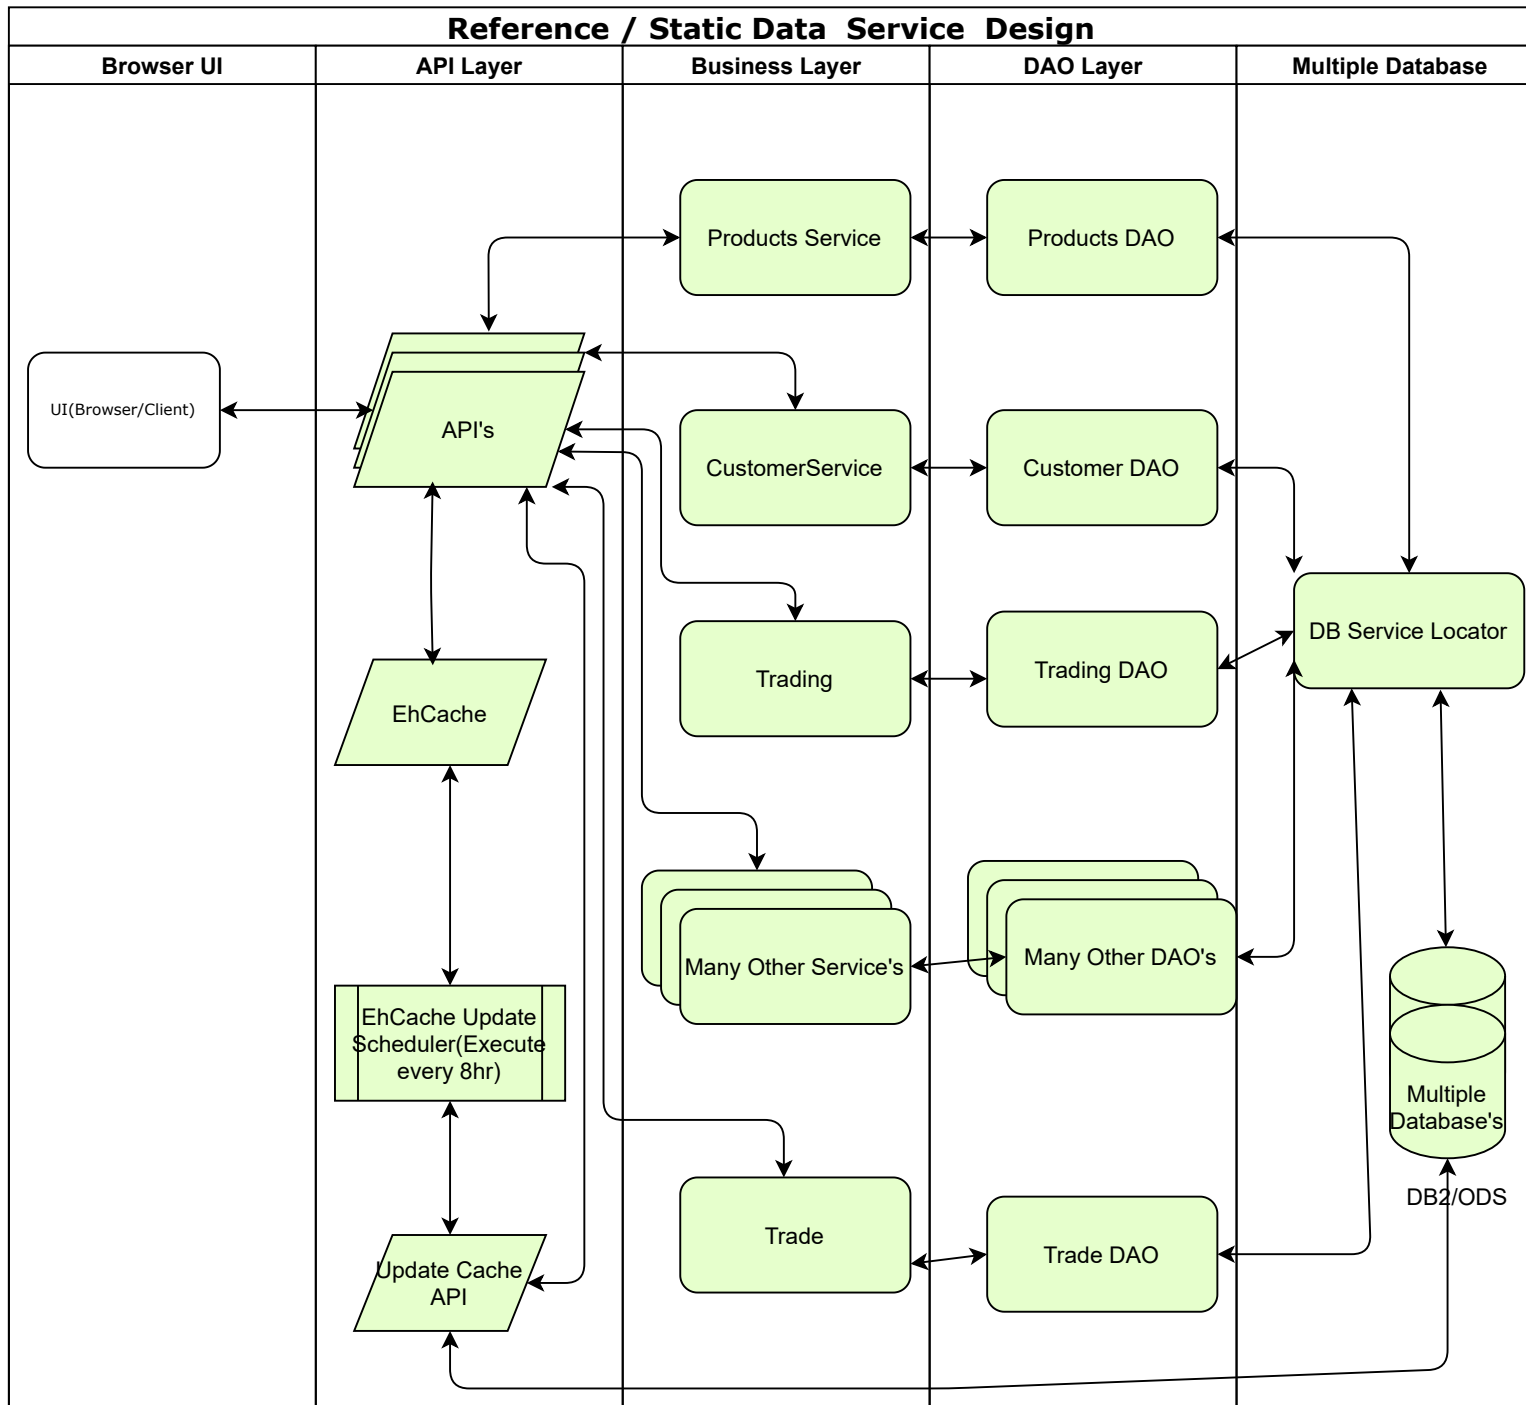 Reference / Static Data Service Design
Browser UI
API Layer
Business Layer
DAO Layer
Multiple Database
Products Service
Products DAO
UI(Browser/Client)
API's
CustomerService
Customer DAO
DB Service Locator
Trading
Trading DAO
EhCache
Many Other Service's
Many Other DAO's
EhCache Update
Scheduler(Execute
every 8hr)
Multiple
Database's
DB2/ODS
Trade
Trade DAO
Update Cache
API